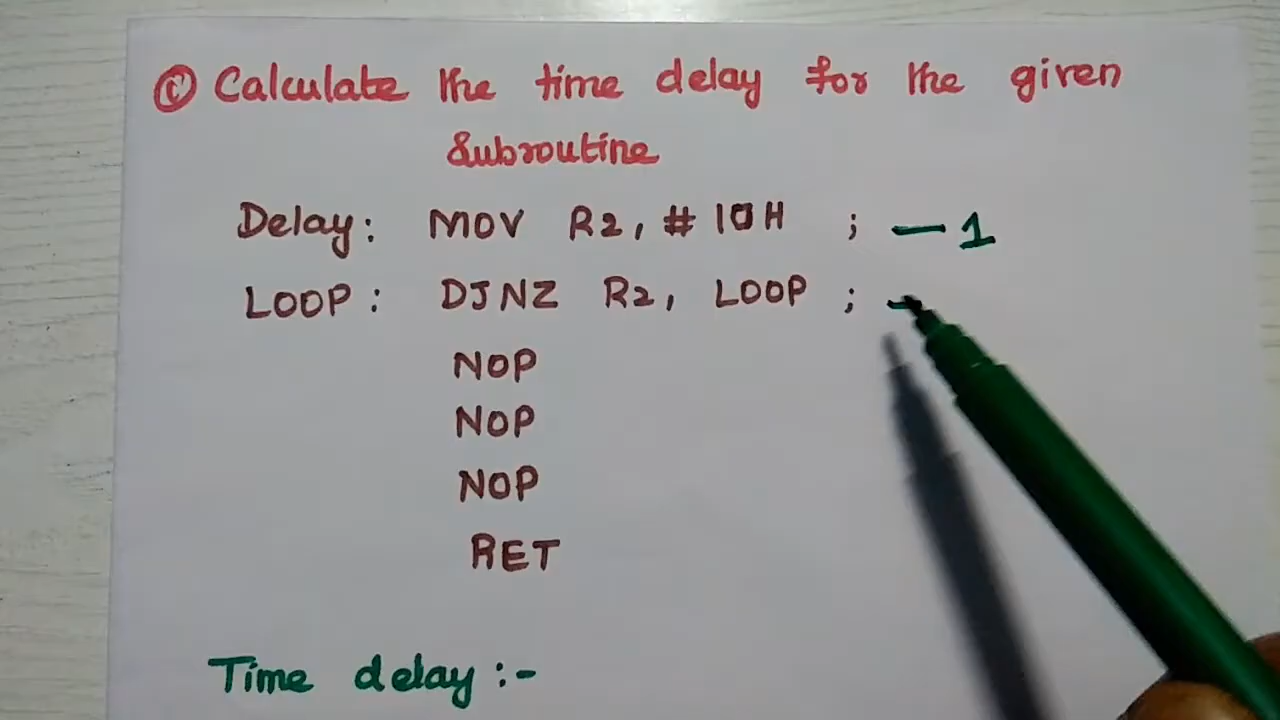 © Calculate the time delay for the given
Subroutine
Delay: MOV R2, # 10H ; — 1
LOOP: DJNZ R2, LOOP ; -
NOP
NOP
NOP
RET
Time delay :-